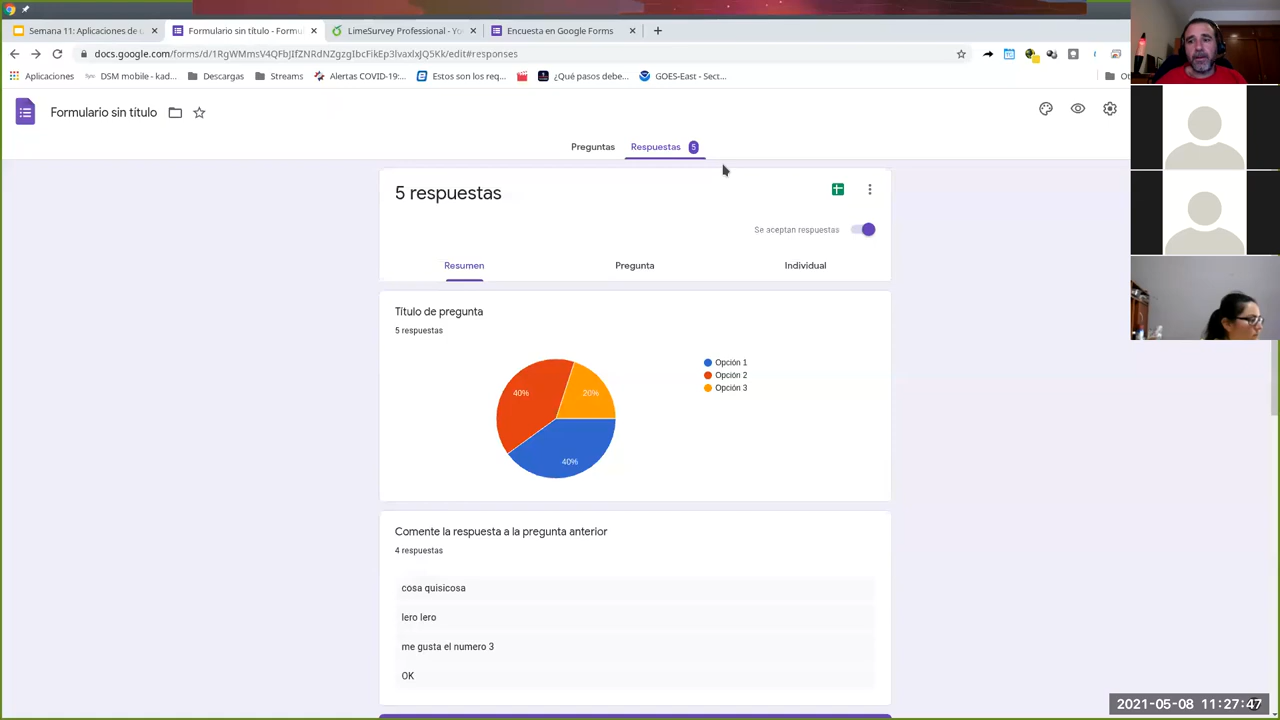 Semana 11: Aplicaciones de u
Formulario sin título - Formu
LimeSurvey Professional - Yo
Encuesta en Google Forms
docs.google.com/forms/d/1RgWMmsV4QFbJIfZNRdNZgzgIbcFikEp3lvaxlxJQ5Kk/edit#responses
Aplicaciones
DSM mobile - kad...
Descargas
Streams
Alertas COVID-19:...
Estos son los req...
¿Qué pasos debe...
GOES-East - Sect...
Formulario sin título
Preguntas
Respuestas 5
5 respuestas
Se aceptan respuestas
Resumen
Pregunta
Individual
Título de pregunta
5 respuestas
Opción 1
Opción 2
Opción 3
40%
20%
40%
Comente la respuesta a la pregunta anterior
4 respuestas
cosa quisicosa
lero lero
me gusta el numero 3
OK
2021-05-08 11:27:47